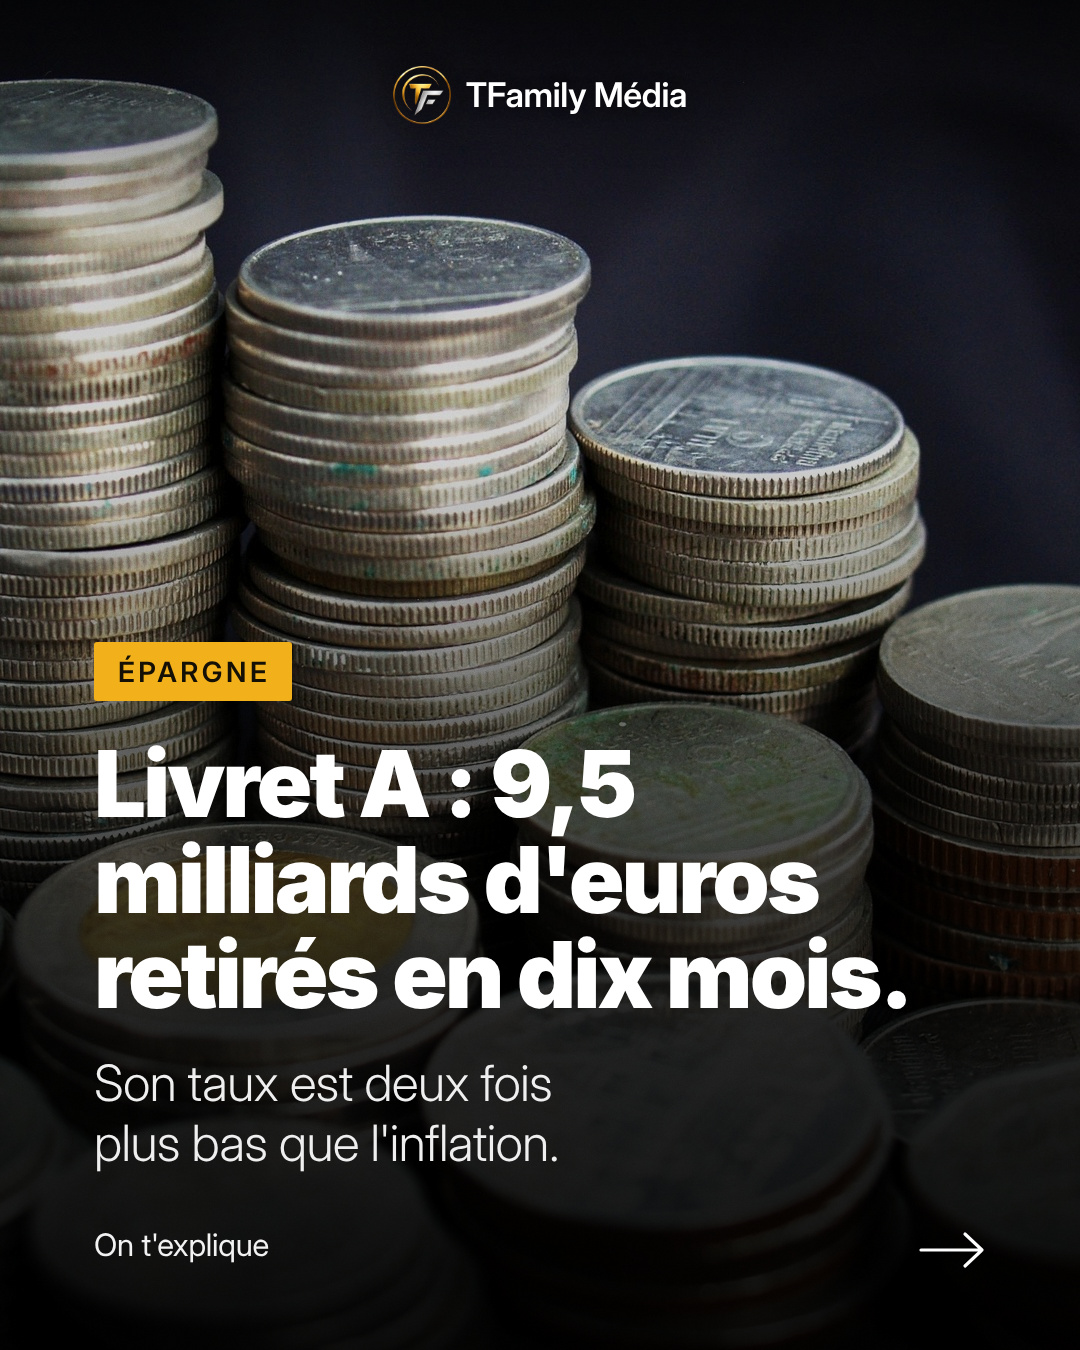 TFamily Média
ÉPARGNE
Livret A : 9,5
milliards d'euros
retirés en dix mois.
Son taux est deux fois
plus bas que l'inflation.
On t'explique